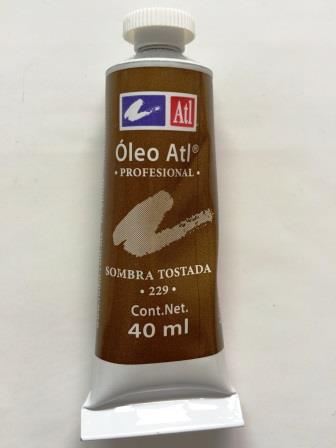 Atl
Óleo Atl®
• PROFESIONAL •
SOMBRA TOSTADA
• 229 •
Cont.Net.
40 ml